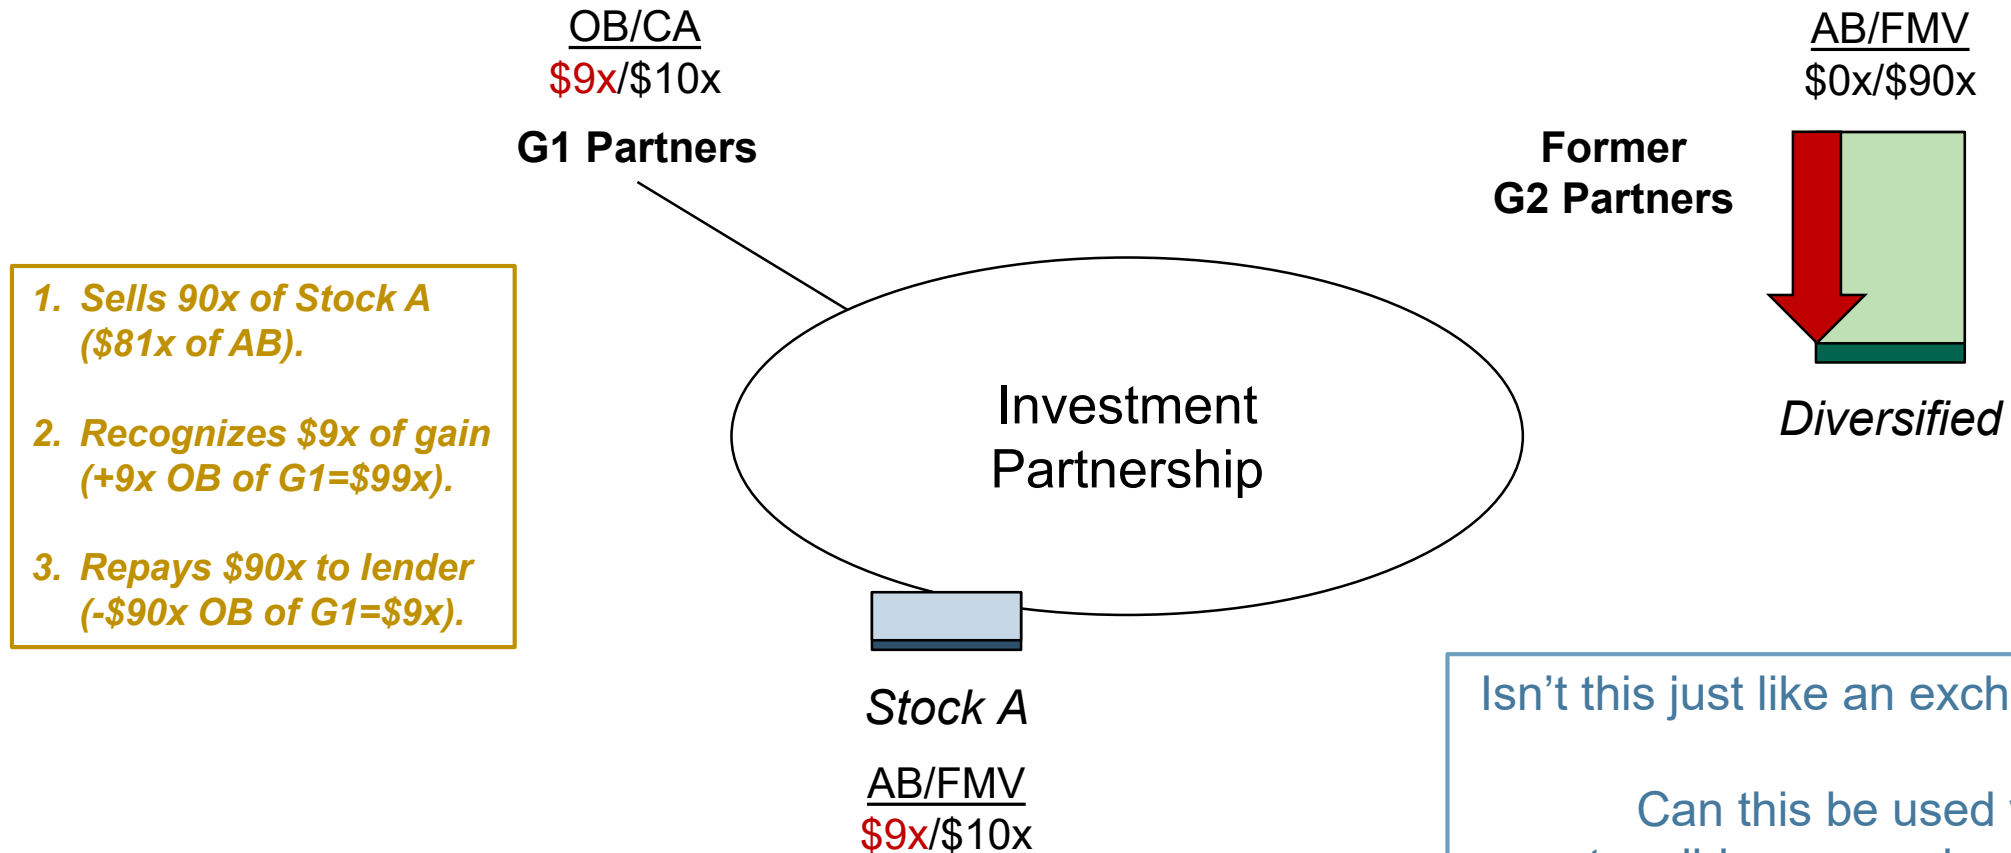 OB/CA
$9x/$10x
G1 Partners
AB/FMV
$0x/$90x
Former
G2 Partners
Diversified
1. Sells 90x of Stock A
($81x of AB).
2. Recognizes $9x of gain
(+9x OB of G1=$99x).
3. Repays $90x to lender
(-$90x OB of G1=$9x).
Investment
Partnership
Stock A
AB/FMV
$9x/$10x
Isn’t this just like an exch
Can this be used